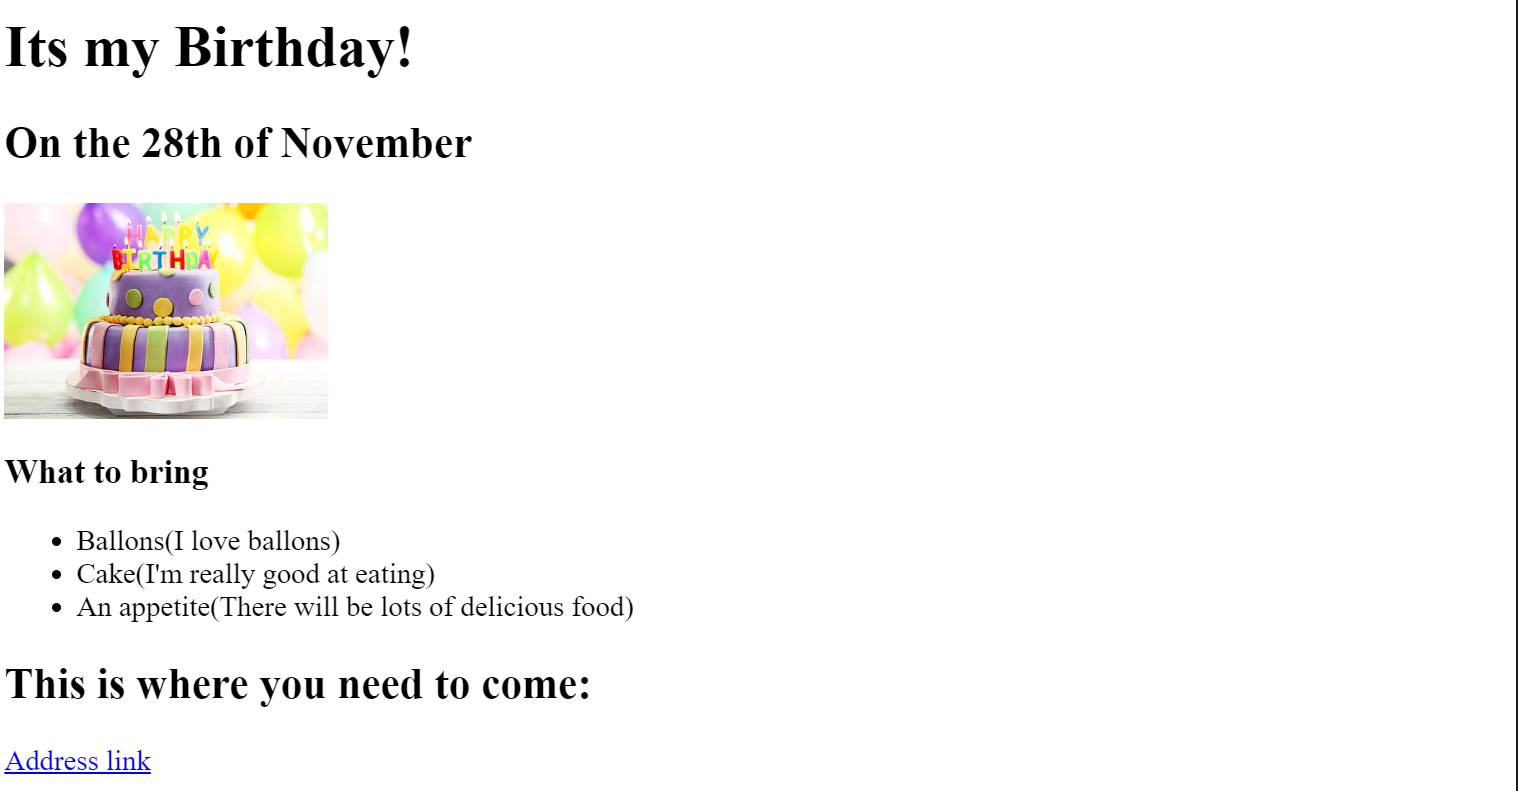 Its my Birthday!
On the 28th of November
HAPPY
BIRTHDAY
What to bring
Ballons(I love ballons)
Cake(I'm really good at eating)
An appetite(There will be lots of delicious food)
This is where you need to come:
Address link